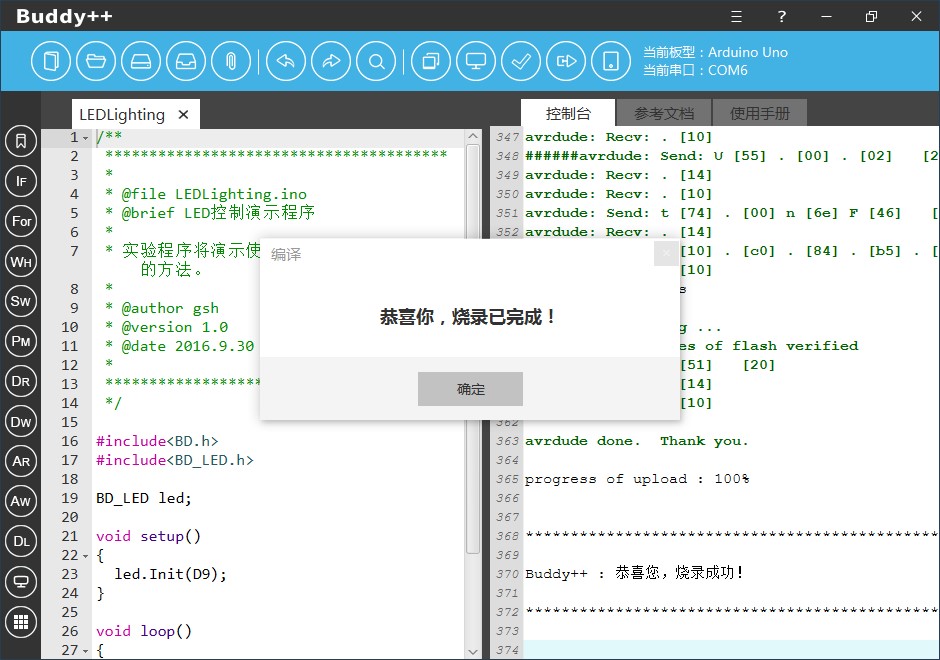 Buddy++
?
当前板型：Arduino Uno
当前串口：COM6
LEDLighting ×
控制台 参考文档 使用手册
IF
For
WH
SW
PM
DR
DW
AR
AW
DL
1 /**
2 ***************************************
3 *
4 * @file LEDLighting.ino
5 * @brief LED控制演示程序
6 *
7 * 实验程序将演示使
的方法。
8 *
9 * @author gsh
10 * @version 1.0
11 * @date 2016.9.30
12 *
13 ******************
14 */
15
16 #include<BD.h>
17 #include<BD_LED.h>
18
19 BD_LED led;
20
21 void setup()
22 {
23 led.Init(D9);
24 }
25
26 void loop()
27 {
347 avrdude: Recv: . [10]
348 ######avrdude: Send: U [55] . [00] . [02] [2
349 avrdude: Recv: . [14]
350 avrdude: Recv: . [10]
351 avrdude: Send: t [74] . [00] n [6e] F [46] [
352 avrdude: Recv: . [14]
[10] . [c0] . [84] . [b5] . [
[10]
s
g ...
es of flash verified
[51] [20]
[14]
[10]
362
363 avrdude done. Thank you.
364
365 progress of upload : 100%
366
367
368 ***********************************************
369
370 Buddy++ : 恭喜您，烧录成功！
371
372 ***********************************************
373
374
编译
恭喜你，烧录已完成！
确定